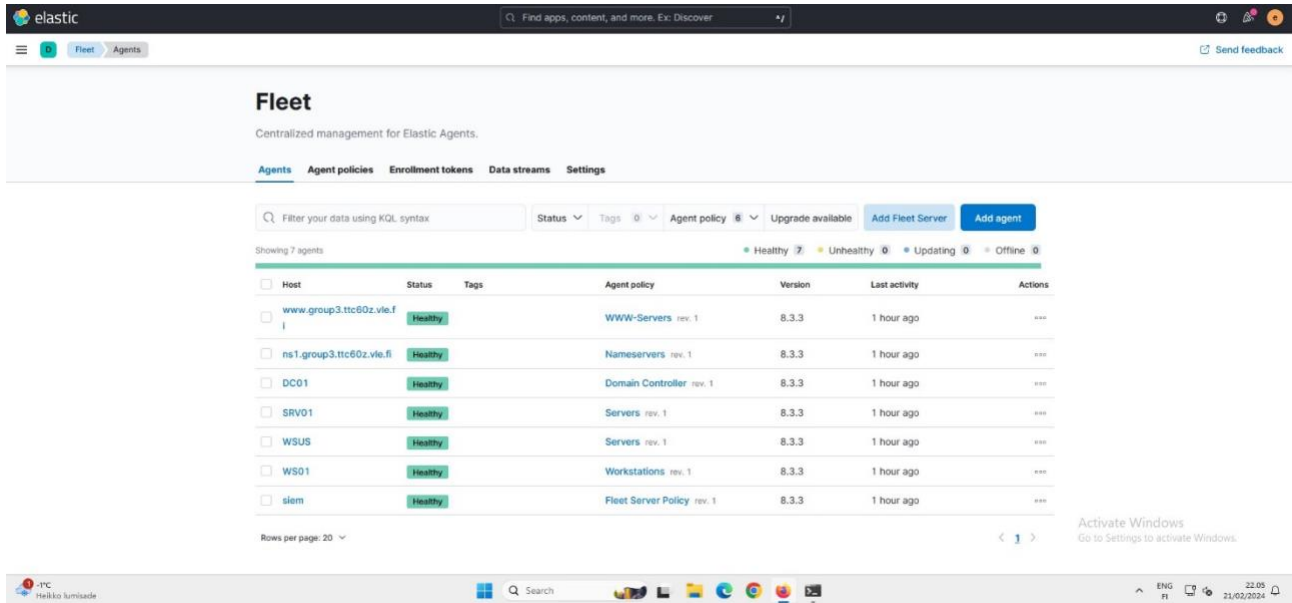 elastic
Find apps, content, and more. Ex: Discover
^/
e
D Fleet Agents
Send feedback
Fleet
Centralized management for Elastic Agents.
Agents Agent policies Enrollment tokens Data streams Settings
Filter your data using KQL syntax Status Tags 0 Agent policy 6 Upgrade available Add Fleet Server Add agent
Showing 7 agents Healthy 7 Unhealthy 0 Updating 0 Offline 0
Host Status Tags Agent policy Version Last activity Actions
www.group3.ttc60z.vle.f
i Healthy WWW-Servers rev. 1 8.3.3 1 hour ago
ns1.group3.ttc60z.vle.fi Healthy Nameservers rev. 1 8.3.3 1 hour ago
DC01 Healthy Domain Controller rev. 1 8.3.3 1 hour ago
SRV01 Healthy Servers rev. 1 8.3.3 1 hour ago
WSUS Healthy Servers rev. 1 8.3.3 1 hour ago
WS01 Healthy Workstations rev. 1 8.3.3 1 hour ago
siem Healthy Fleet Server Policy rev. 1 8.3.3 1 hour ago
Rows per page: 20 < 1 >
Activate Windows
Go to Settings to activate Windows.
1 -1°C
Heikko lumisade
Search
ENG
FI
22.05
21/02/2024